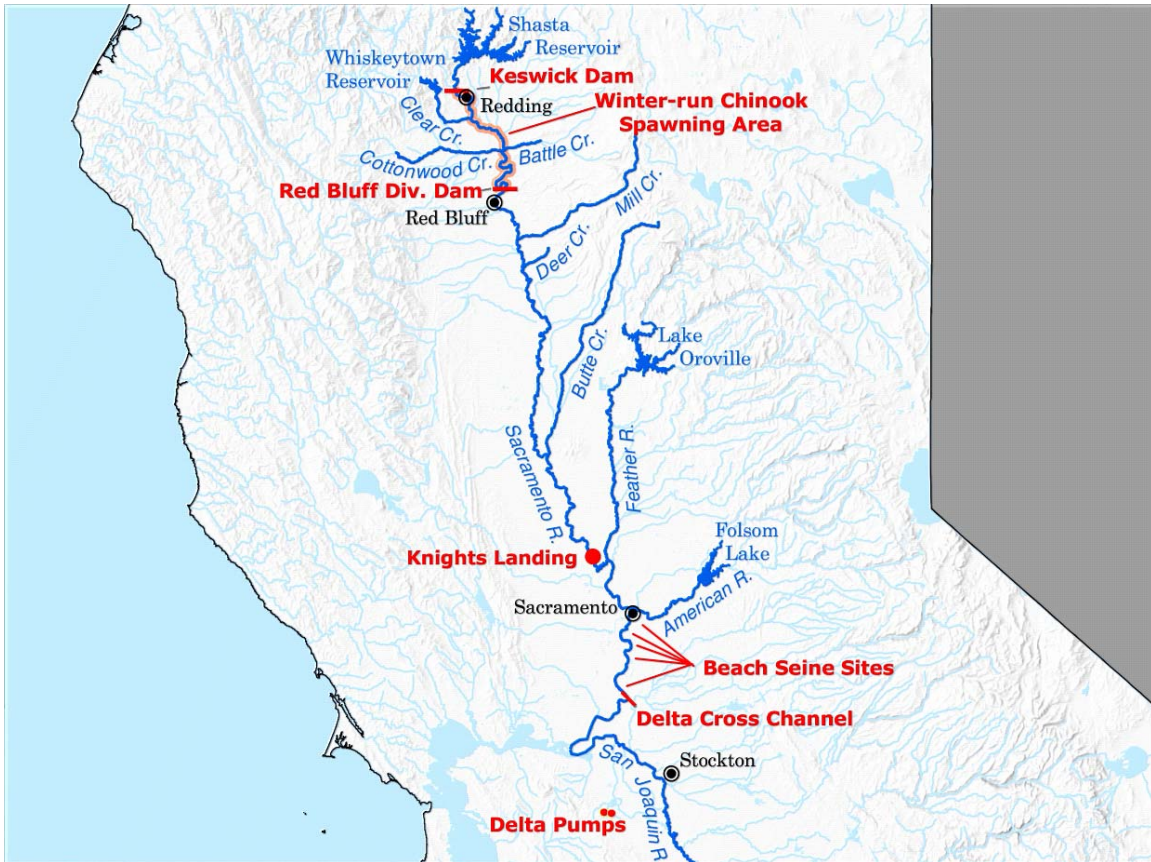 Shasta
Reservoir
Whiskeytown
Reservoir
Keswick Dam
Redding
Winter-run Chinook
Spawning Area
Clear Cr.
Cottonwood Cr.
Battle Cr.
Mill Cr.
Red Bluff Div. Dam
Red Bluff
Deer Cr.
Butte Cr.
Lake
Oroville
Sacramento R.
Feather R.
Folsom
Lake
Knights Landing
Sacramento
American R.
Beach Seine Sites
Delta Cross Channel
San Joaquin R
Stockton
Delta Pumps